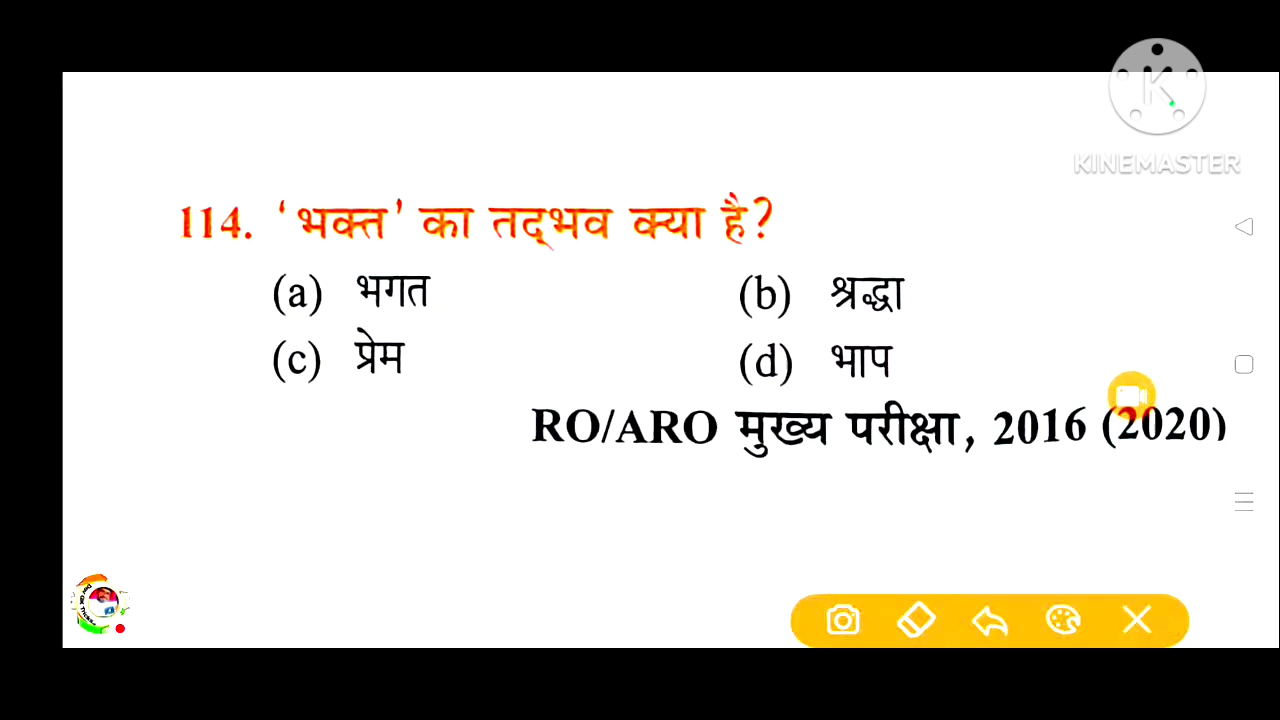 KINEMASTER
114. 'भक्त' का तद्भव क्या है?
(a) भगत (b) श्रद्धा
(c) प्रेम (d) भाप
RO/ARO मुख्य परीक्षा, 2016 (2020)